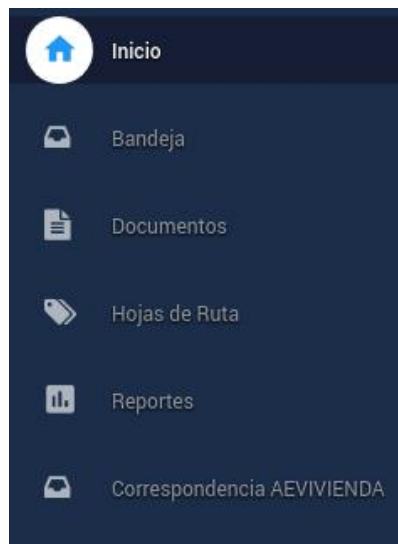 Inicio
Bandeja
Documentos
Hojas de Ruta
Reportes
Correspondencia AEVIVIENDA